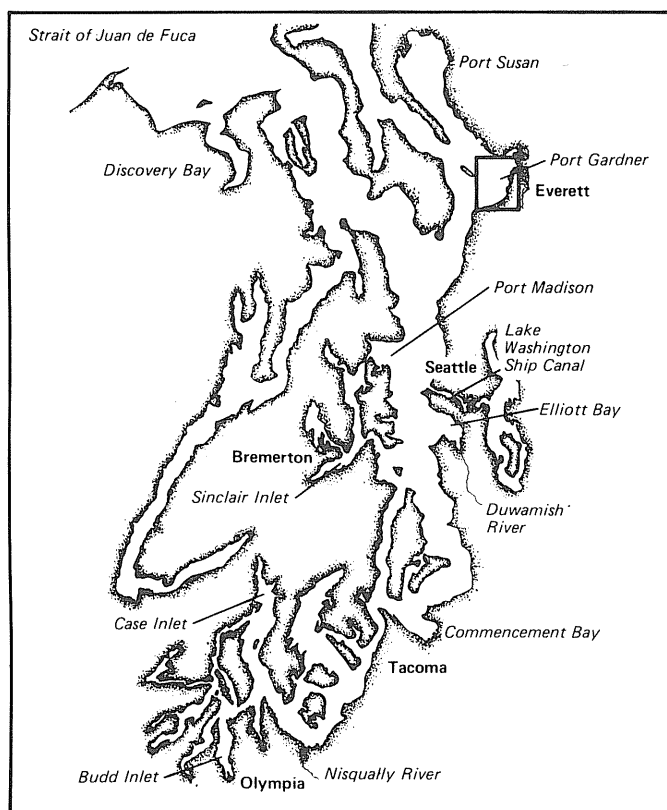 Strait of Juan de Fuca
Port Susan
Discovery Bay
Port Gardner
Everett
Port Madison
Lake
Washington
Ship Canal
Seattle
Elliott Bay
Bremerton
Sinclair Inlet
Duwamish
River
Case Inlet
Commencement Bay
Tacoma
Budd Inlet
Olympia
Nisqually River